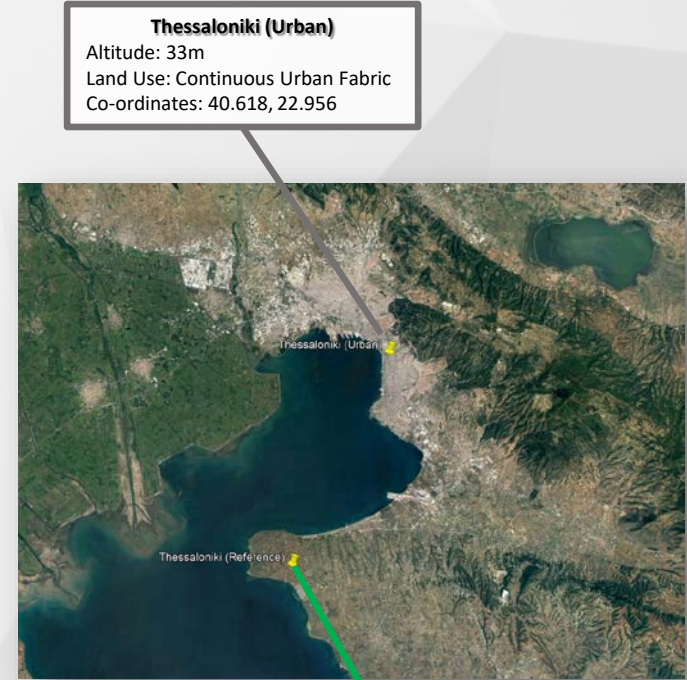 Thessaloniki (Urban)
Altitude: 33m
Land Use: Continuous Urban Fabric
Co-ordinates: 40.618, 22.956
Thessaloniki (Urban)
Thessaloniki (Reference)